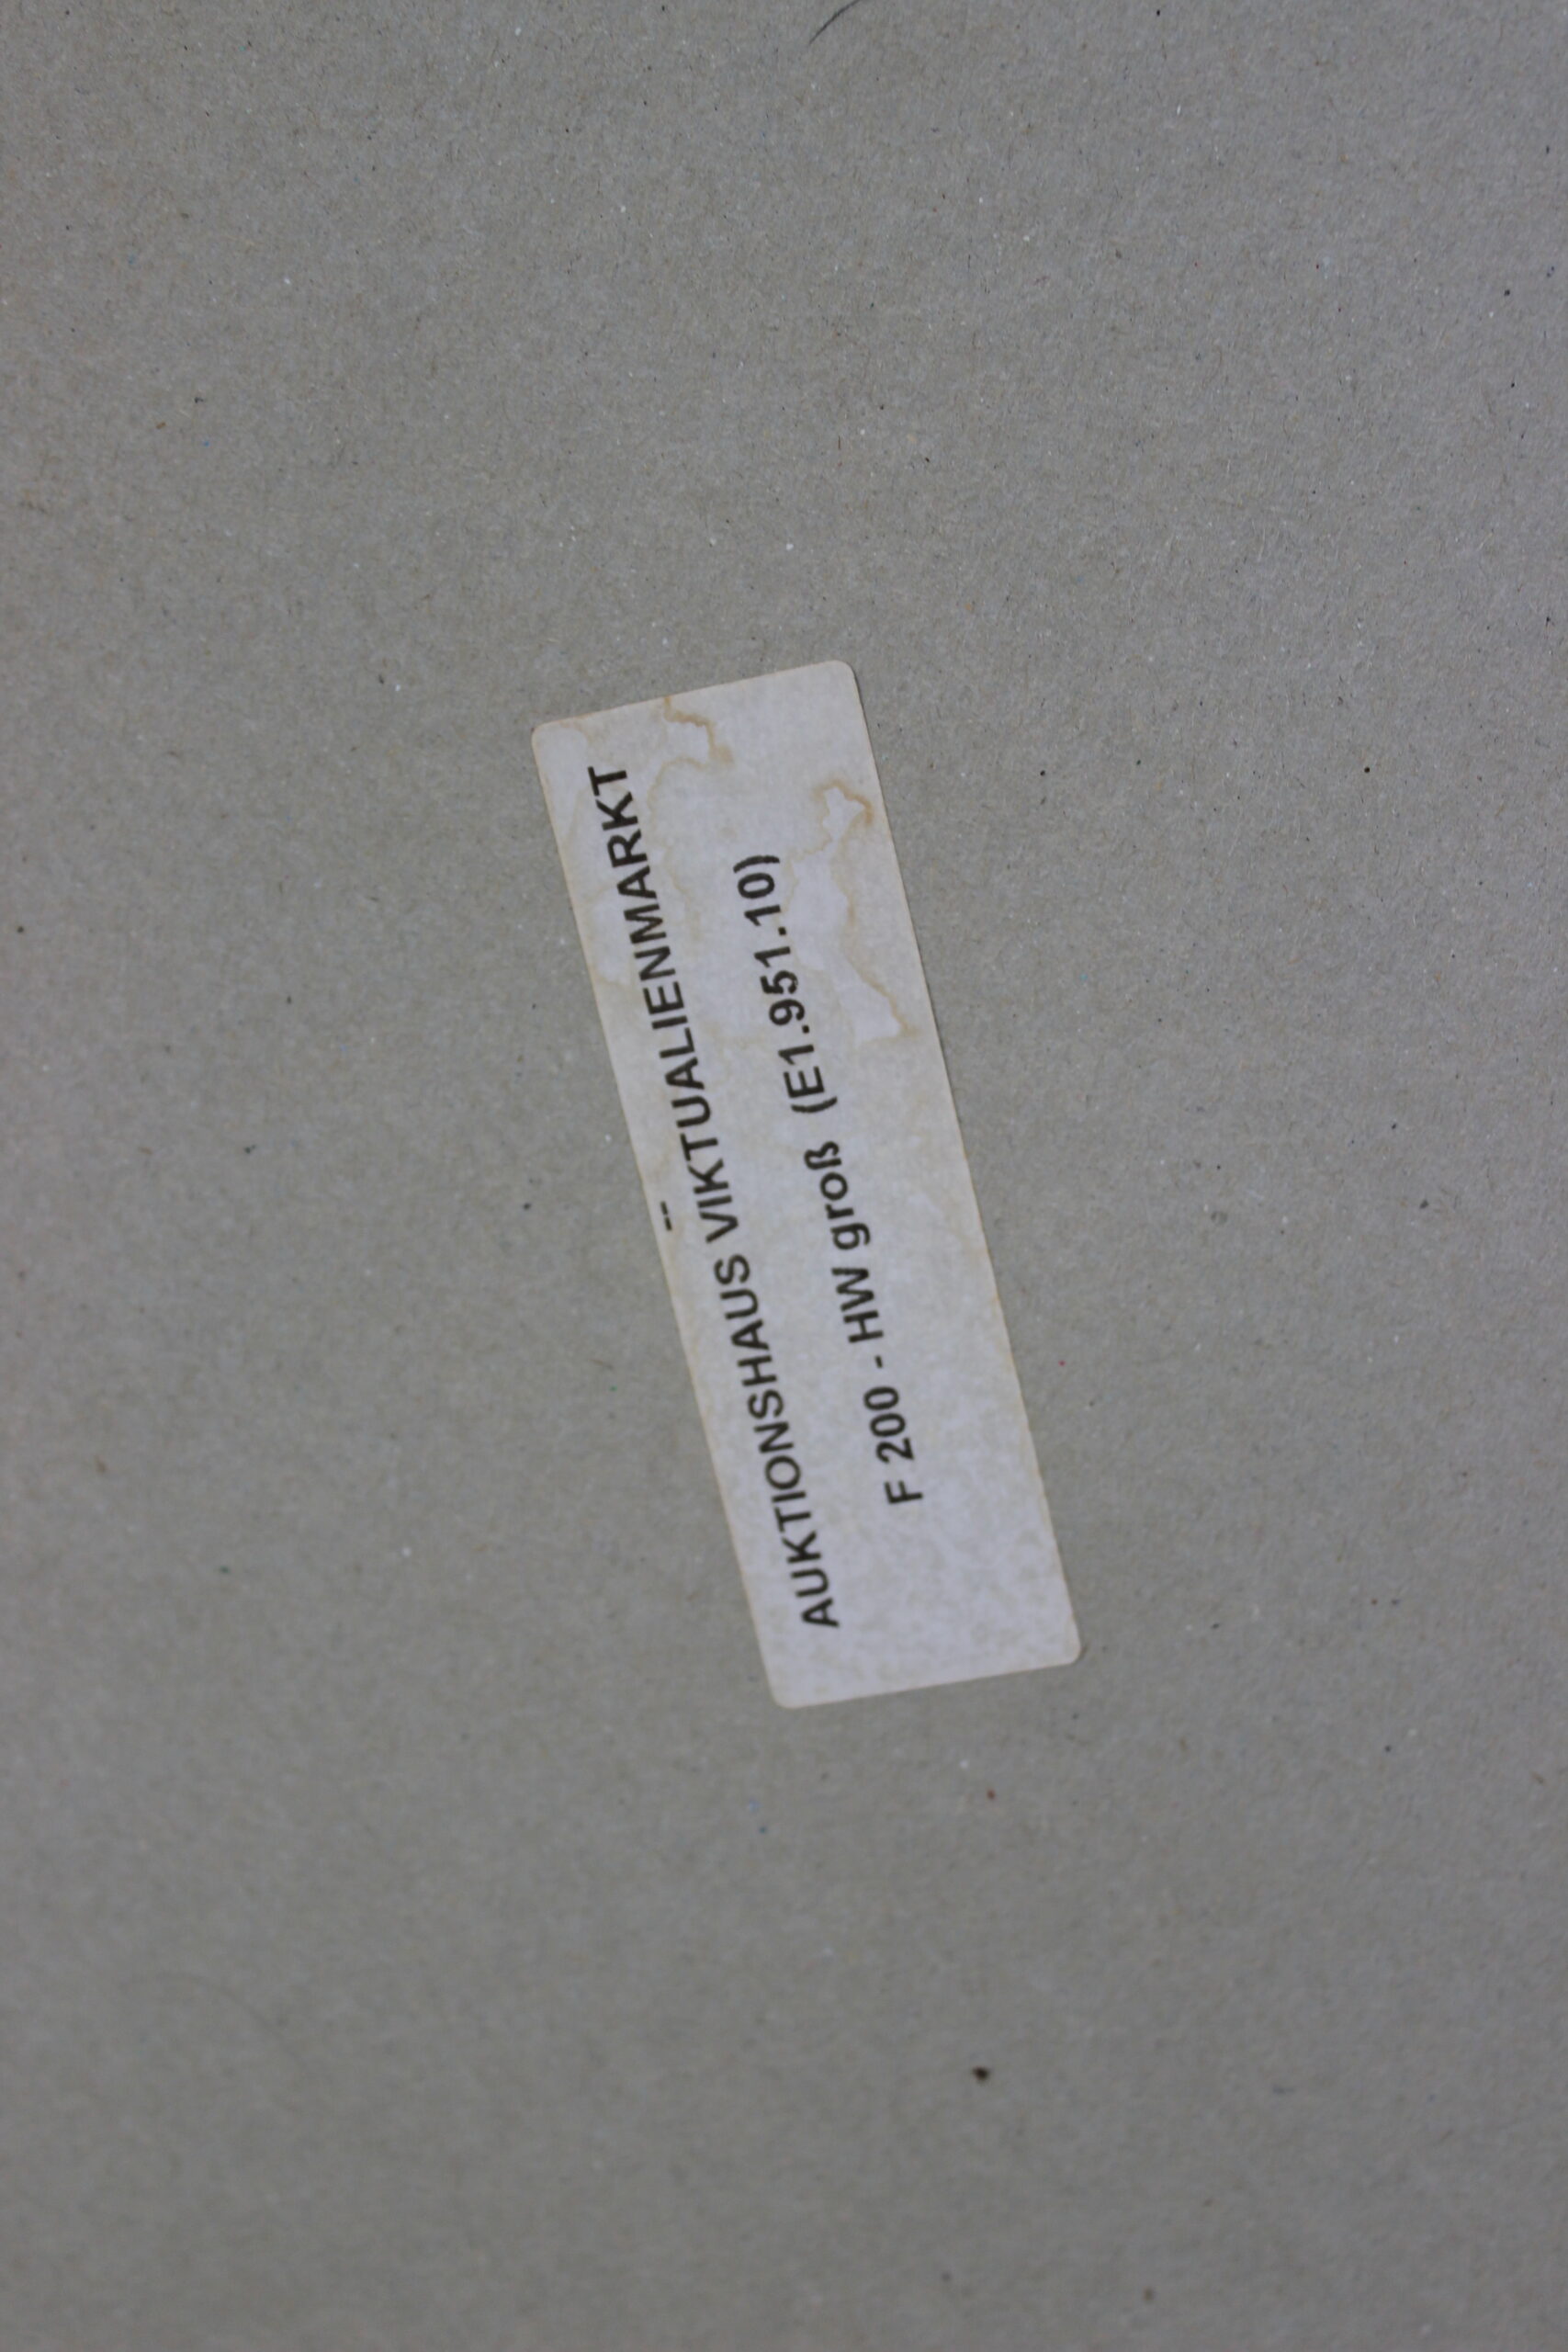 --
AUKTIONSHAUS VIKTUALIENMARKT
F 200 - HW groß (E1.951.10)